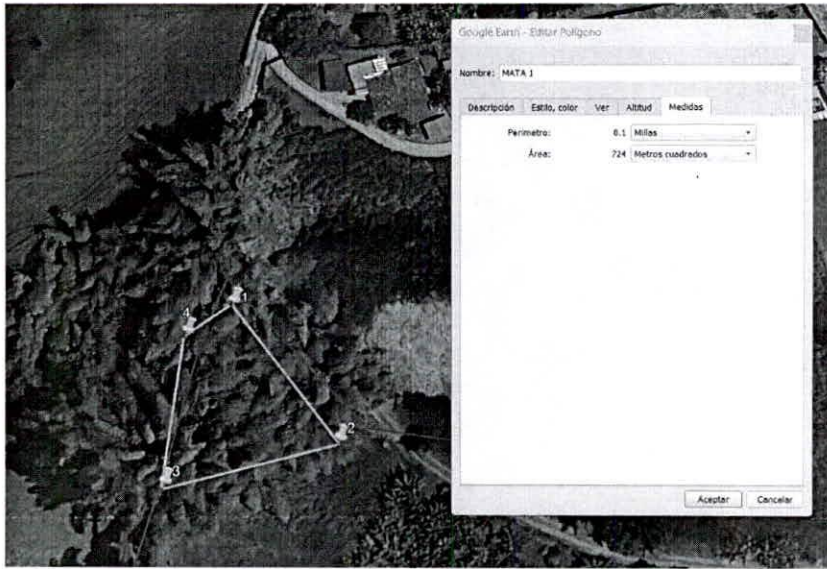 Google Earth - Editar Polígono
Nombre: MATA 1
Descripción Estilo, color Ver Altitud Medidas
Perímetro: 0.1 Millas
Área: 724 Metros cuadrados
1
4
2
3
Aceptar Cancelar